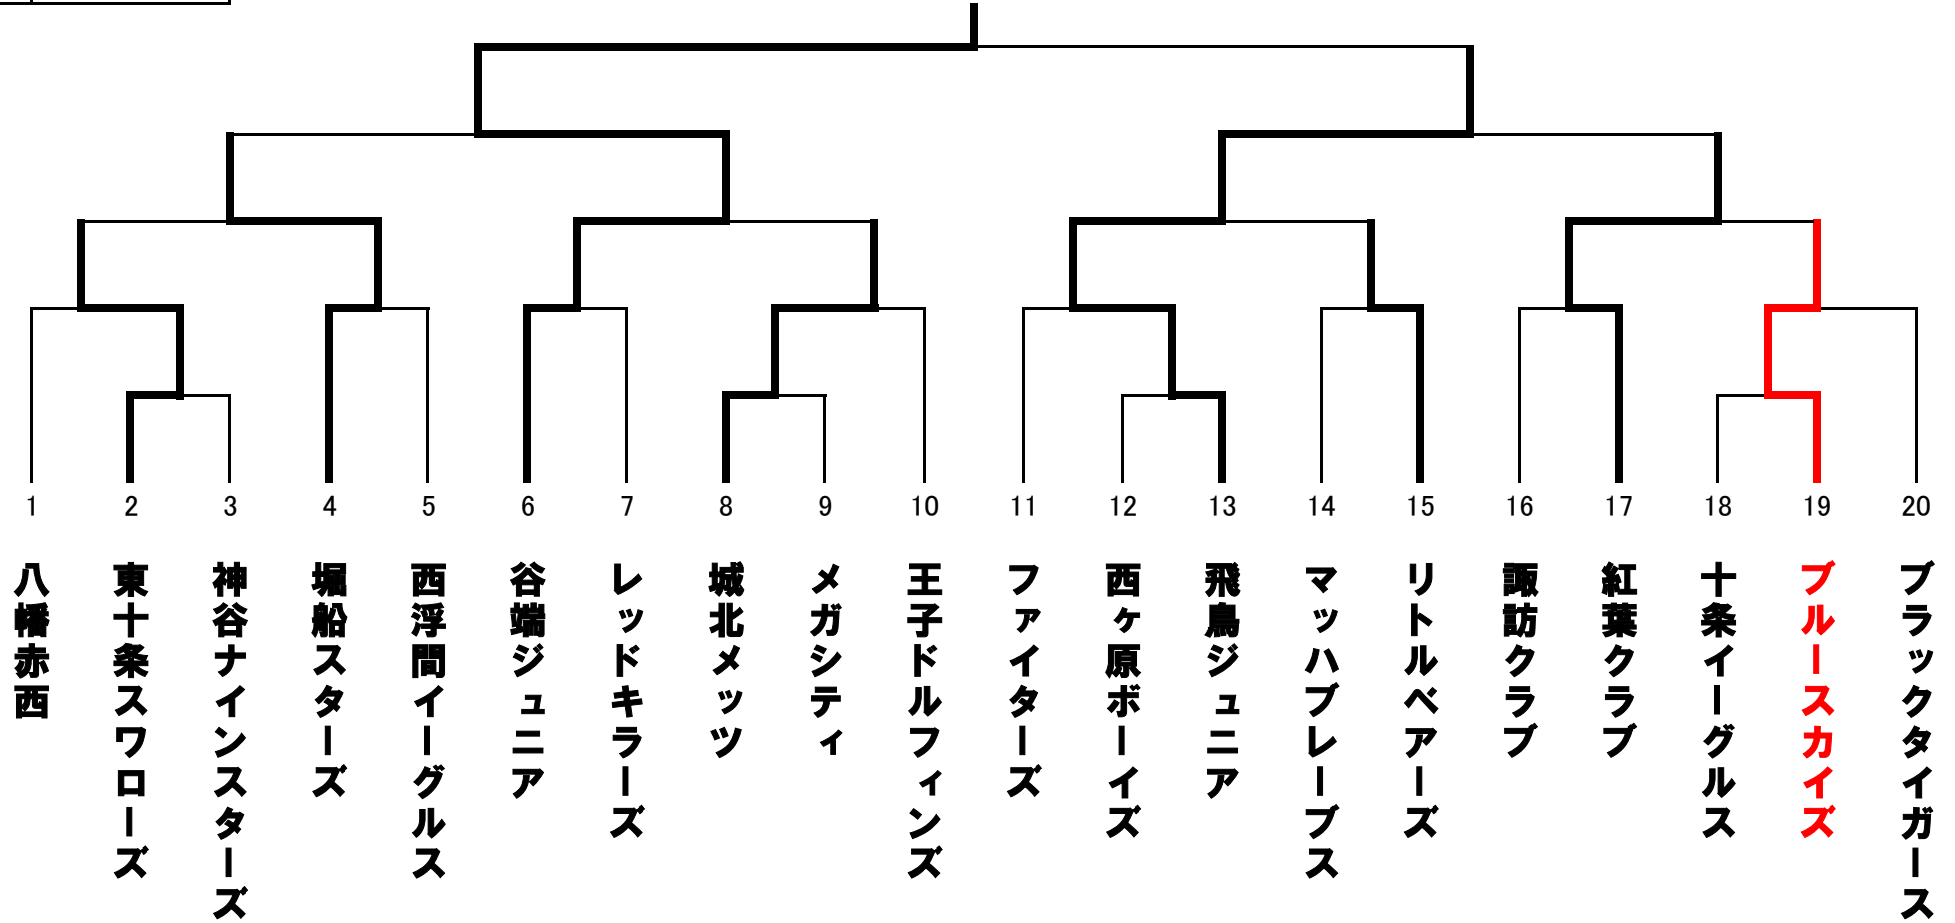 1
2
3
4
5
6
7
8
9
10
11
12
13
14
15
16
17
18
19
20
八幡赤西
東十条スワローズ
神谷ナインスターズ
堀船スターズ
西浮間イーグルス
谷端ジュニア
レッドキラーズ
城北メッツ
メガシティ
王子ドルフィンズ
ファイターズ
西ヶ原ボーイズ
飛鳥ジュニア
マッハブレーブス
リトルベアーズ
諏訪クラブ
紅葉クラブ
十条イーグルス
ブルースカイズ
ブラックタイガース